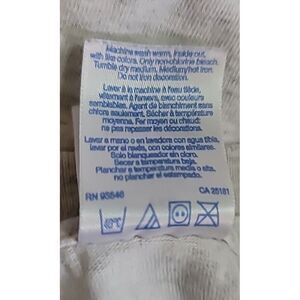 Machine wash warm, inside out,
with like colors. Only non-chlorine bleach.
Tumble dry medium. Medium/hot iron.
Do not iron decoration.
Laver à la machine à l'eau tiède,
vêtement à l'envers, avec couleurs
semblables. Agent de blanchiment sans
chlore seulement. Sécher à température
moyenne. Fer moyen ou chaud:
ne pas repasser les décorations.
Lavar a mano o en lavadora con agua tibia,
lavar por el revés, con colores similares.
Solo blanqueador sin cloro.
Secar a temperatura baja.
Planchar a temperatura media o alta,
no planchar el estampado.
RN 93846 CA 25181